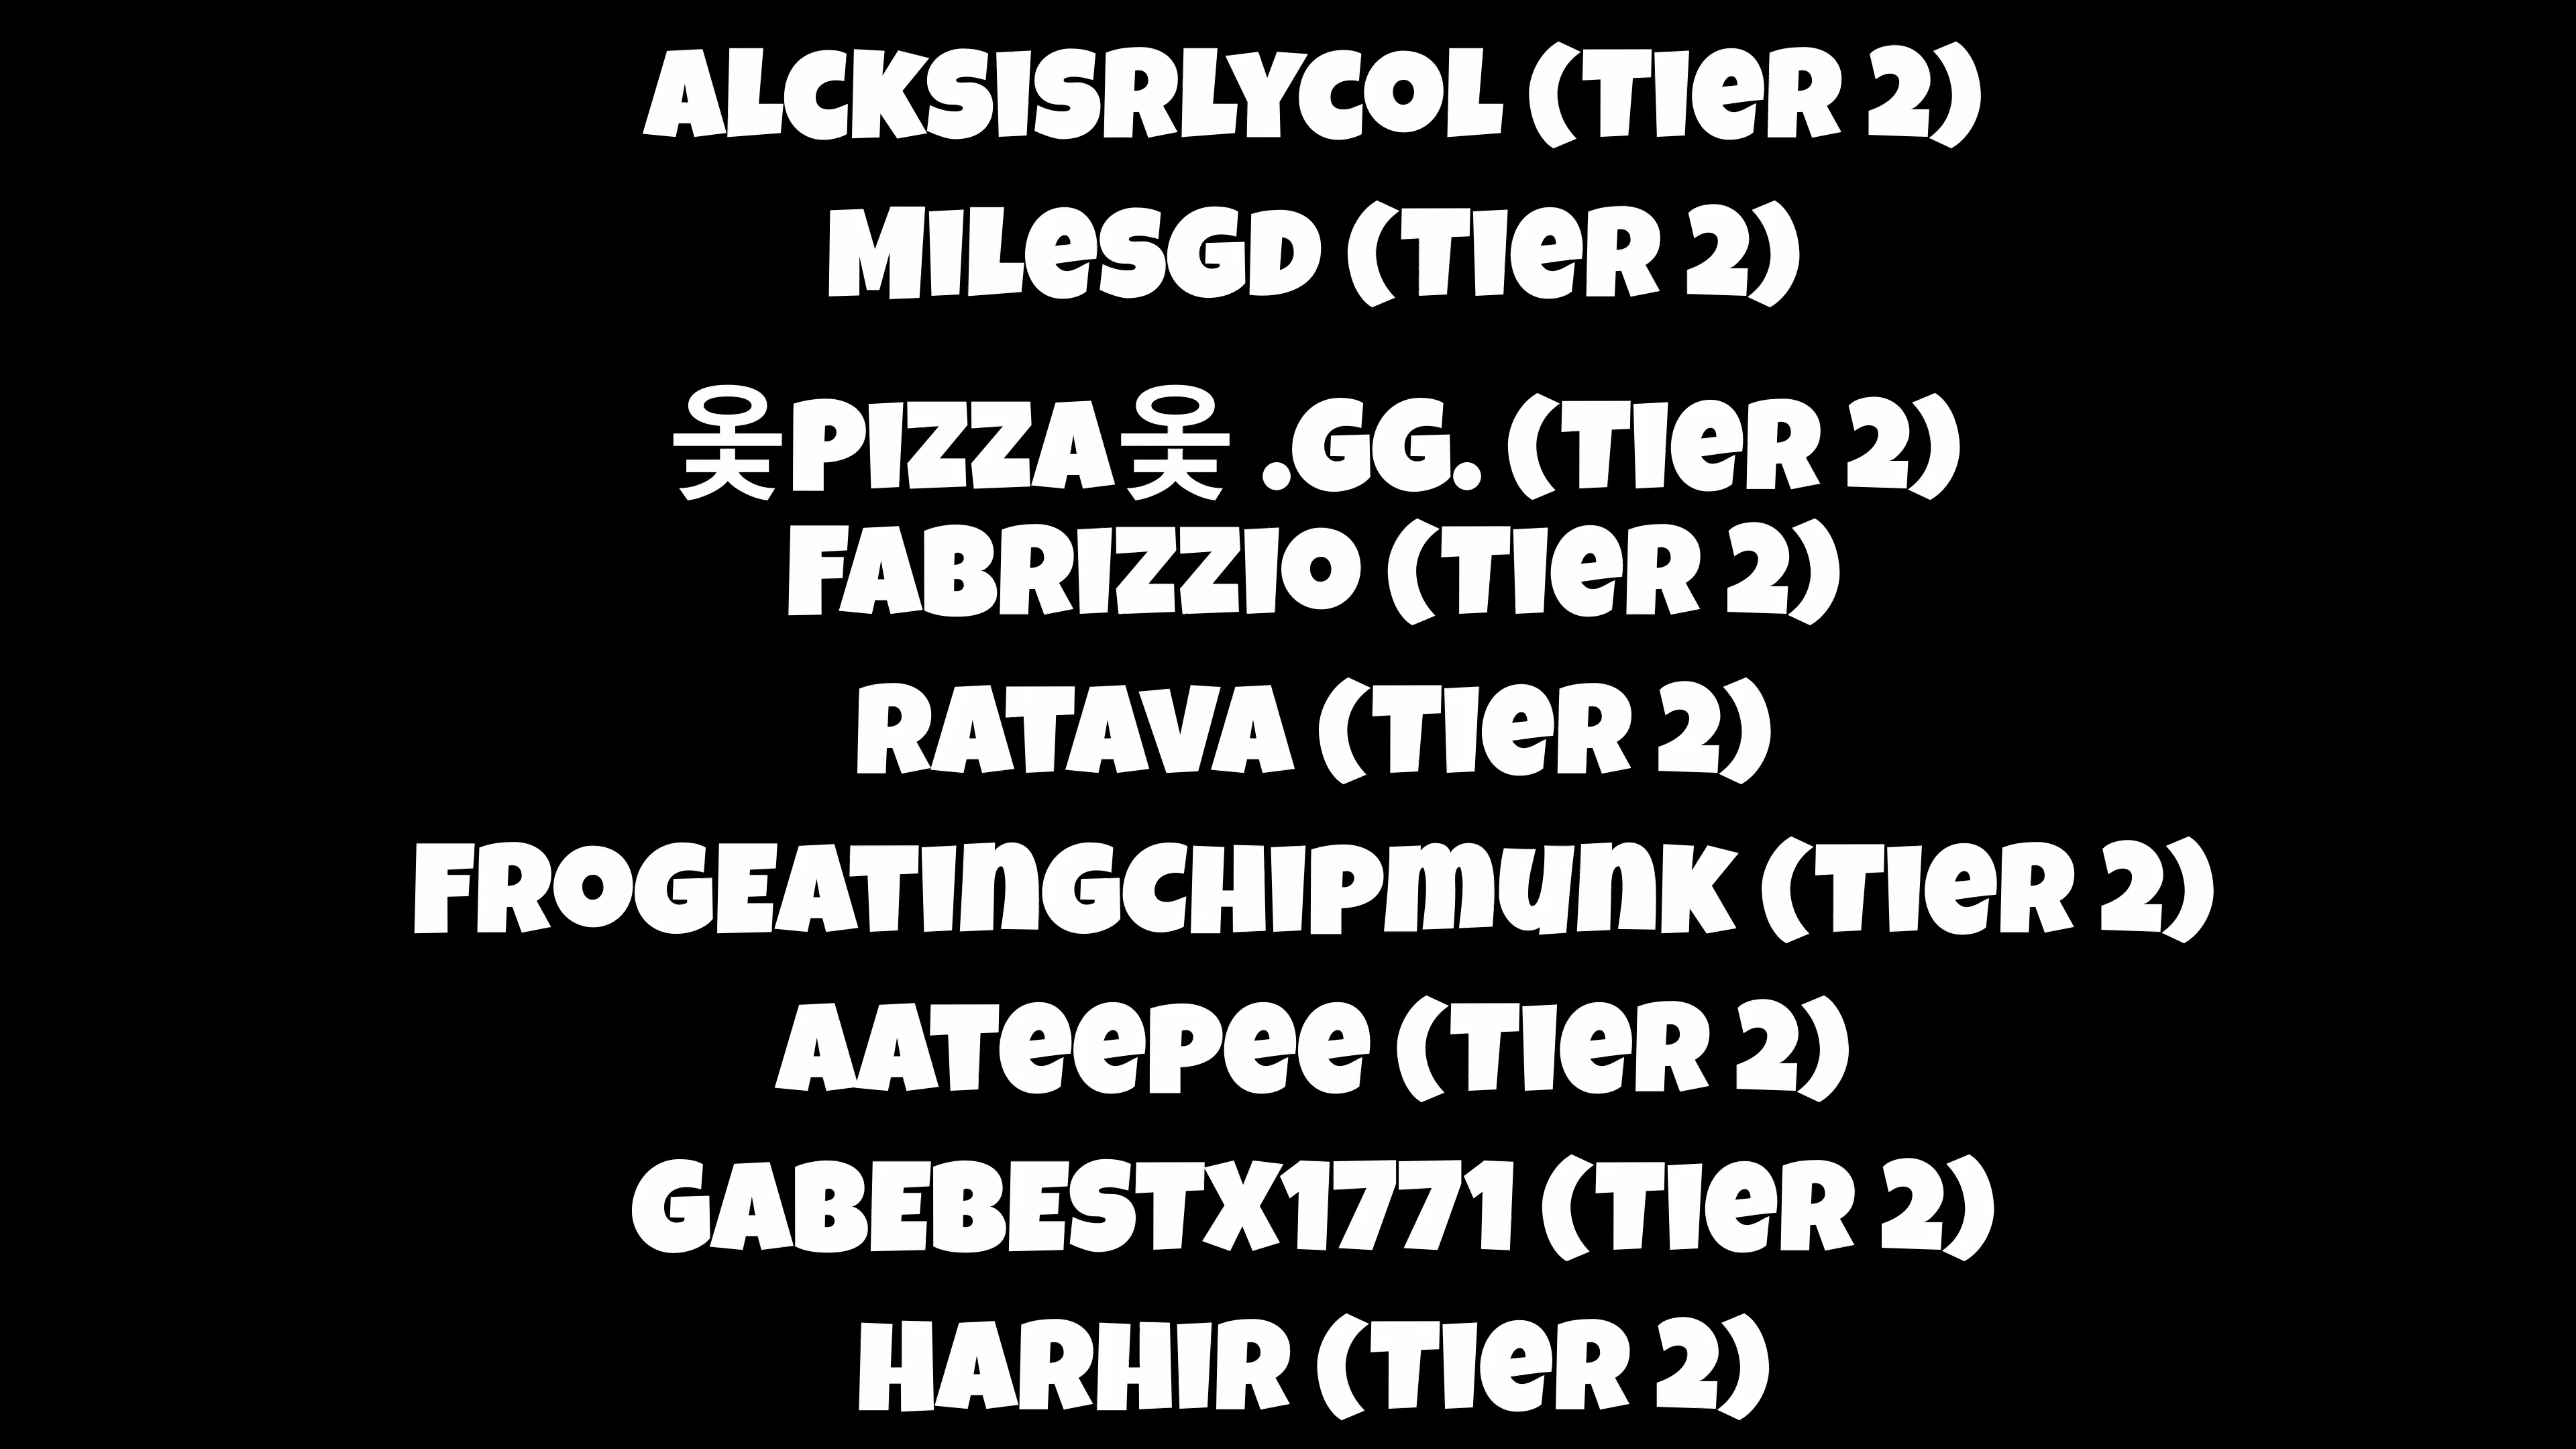 ALCKSISRLYCOL (TieR 2)
MILeSGD (TieR 2)
옷PIZZA옷 .GG. (TieR 2)
FABRIZZIO (TieR 2)
RATAVA (TieR 2)
FROGEATINGCHIPMUNK (TieR 2)
AATeePee (TieR 2)
GABEBESTX1771 (TieR 2)
HARHIR (TieR 2)